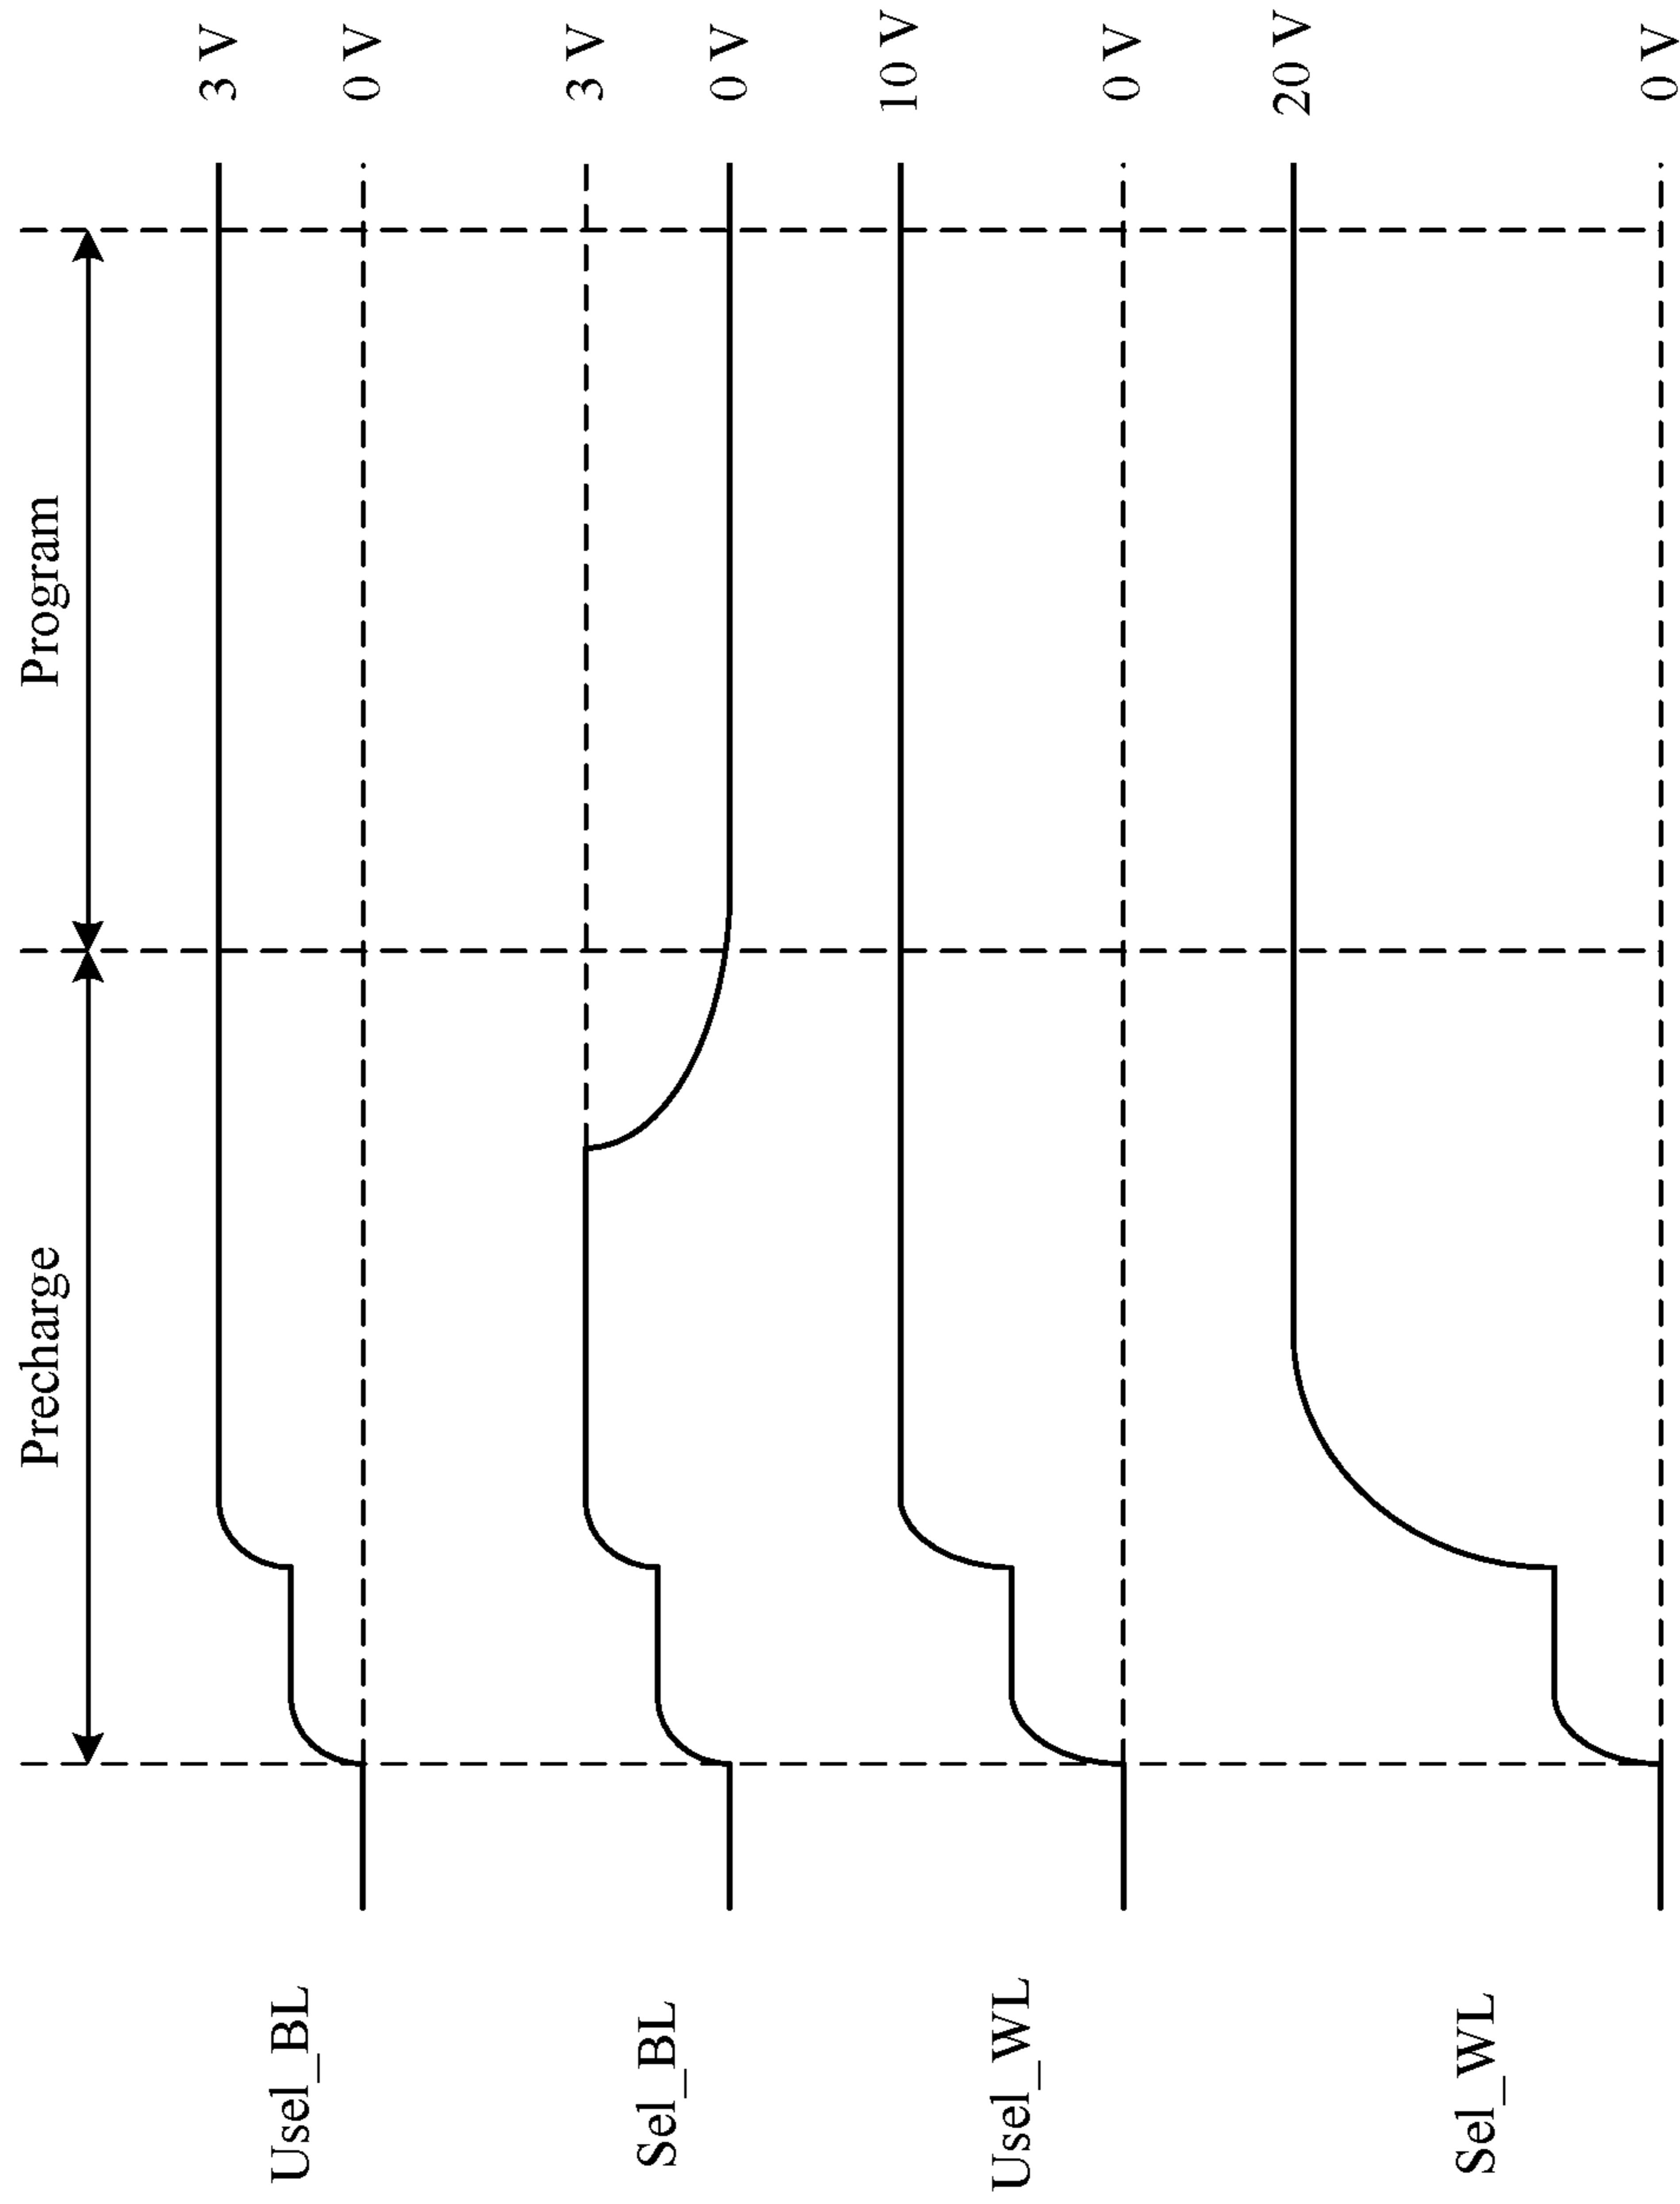 Precharge
Program
Usel_BL
3 V
0 V
Sel_BL
3 V
0 V
Usel_WL
10 V
0 V
Sel_WL
20 V
0 V